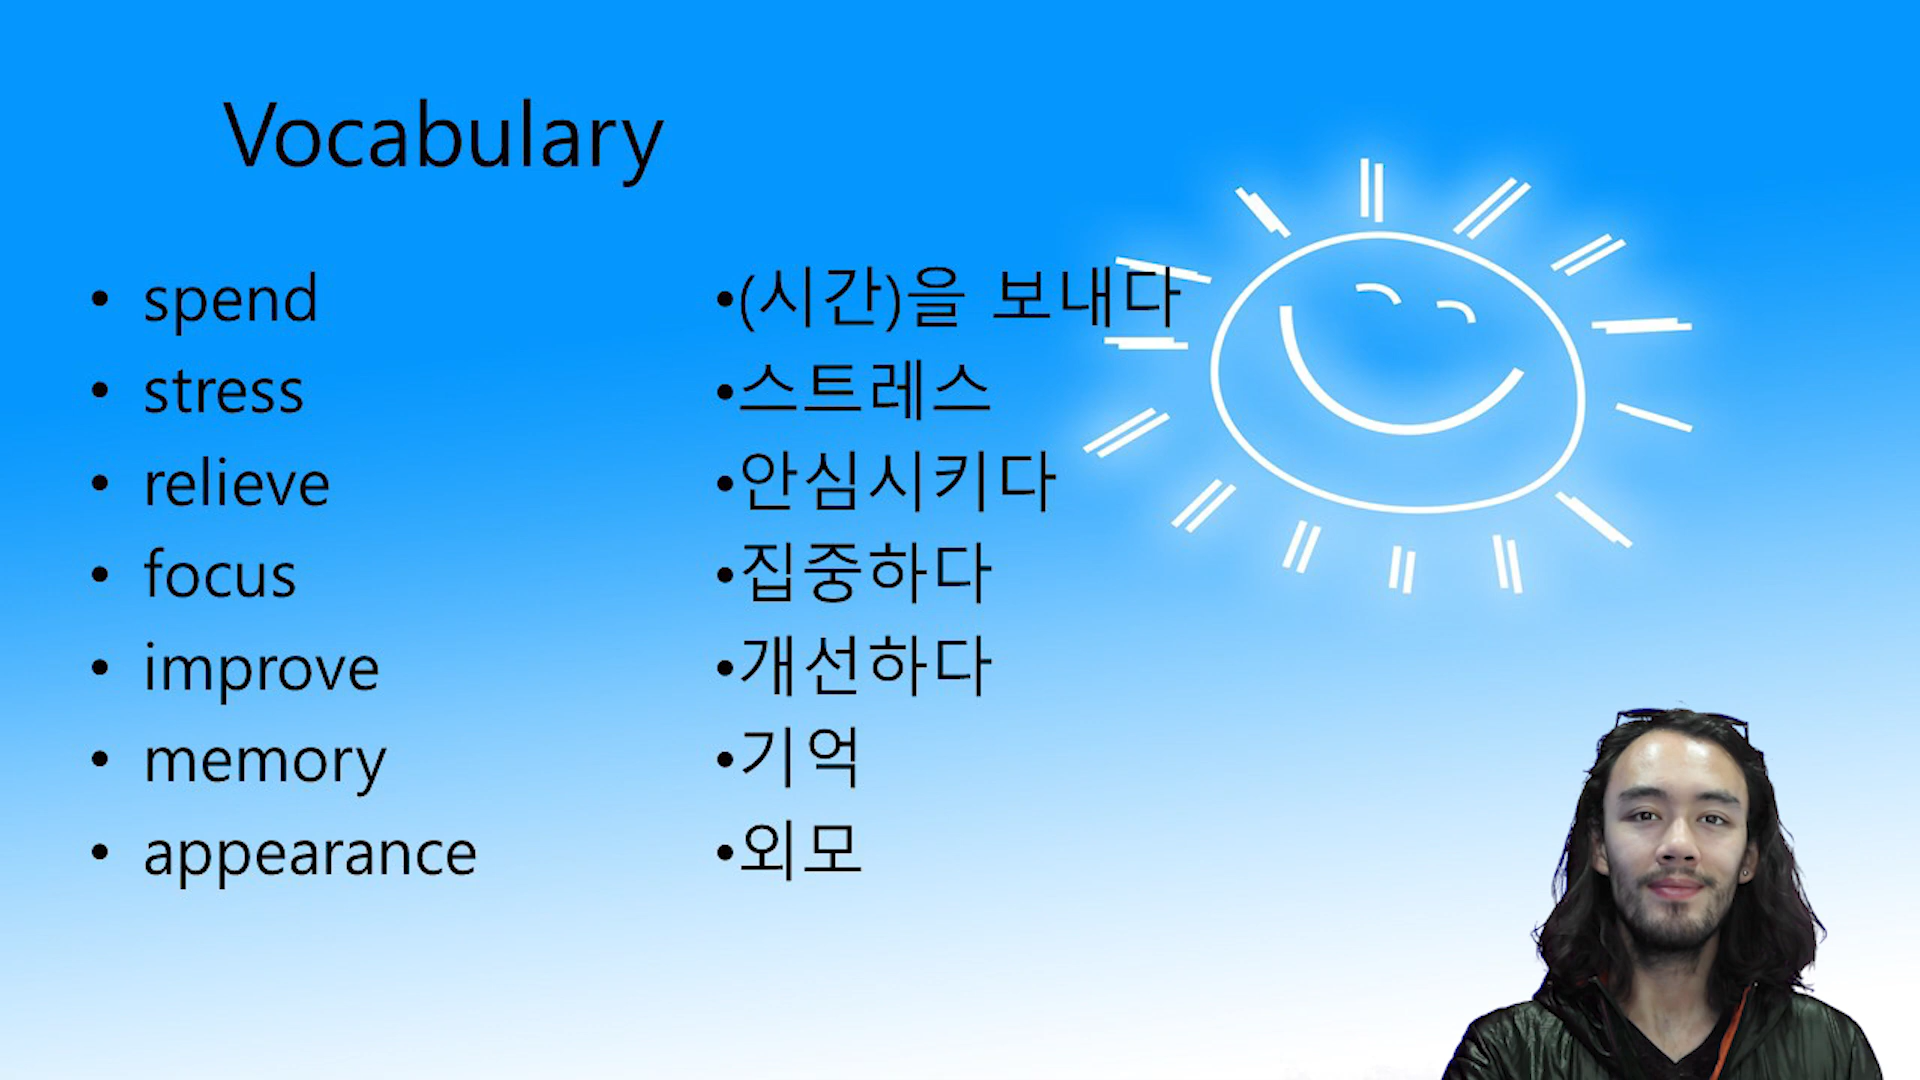 Vocabulary
• spend
• stress
• relieve
• focus
• improve
• memory
• appearance
•(시간)을 보내다
•스트레스
•안심시키다
•집중하다
•개선하다
•기억
•외모